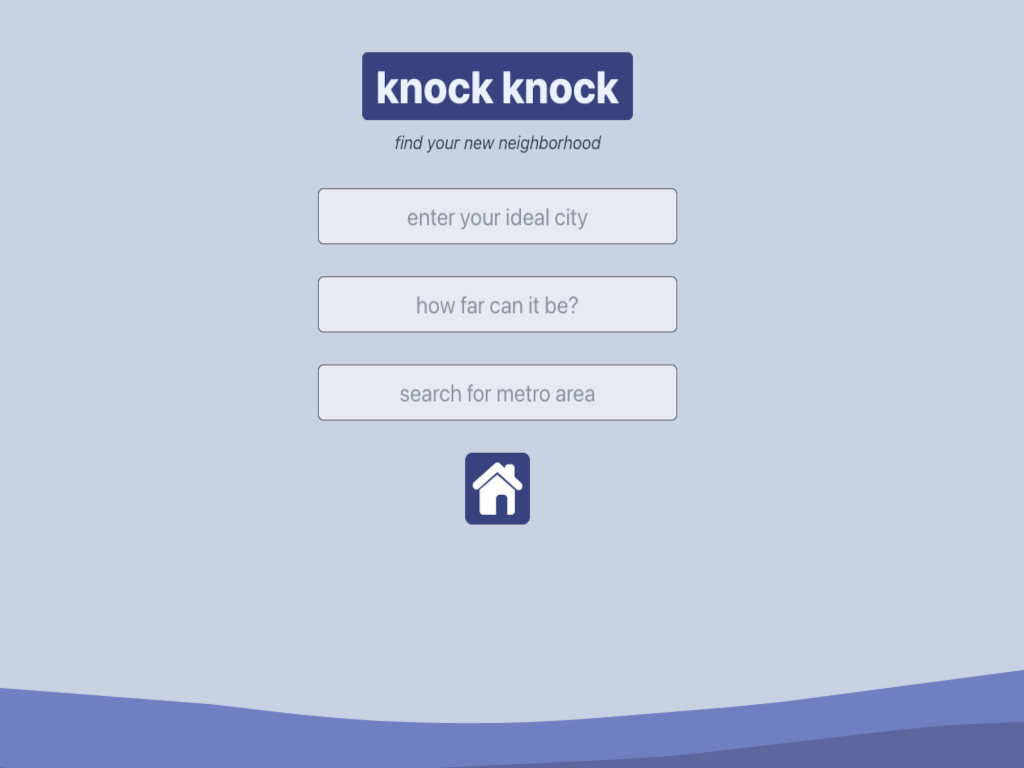 knock knock
find your new neighborhood
enter your ideal city
how far can it be?
search for metro area